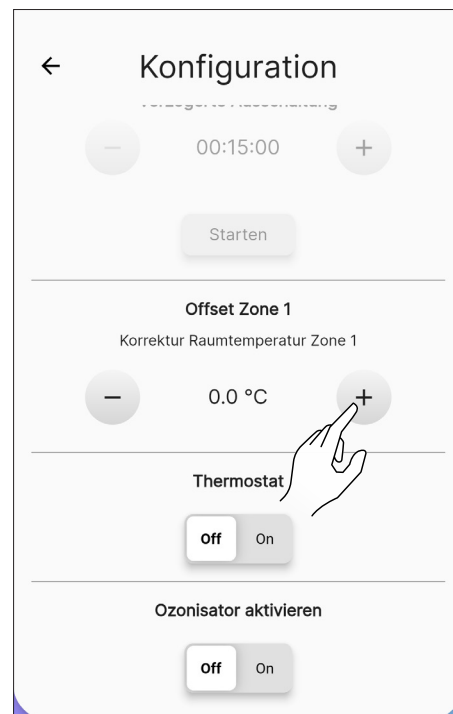 Konfiguration
00:15:00
Starten
Offset Zone 1
Korrektur Raumtemperatur Zone 1
0.0 °C
Thermostat
Off On
Ozonisator aktivieren
Off On